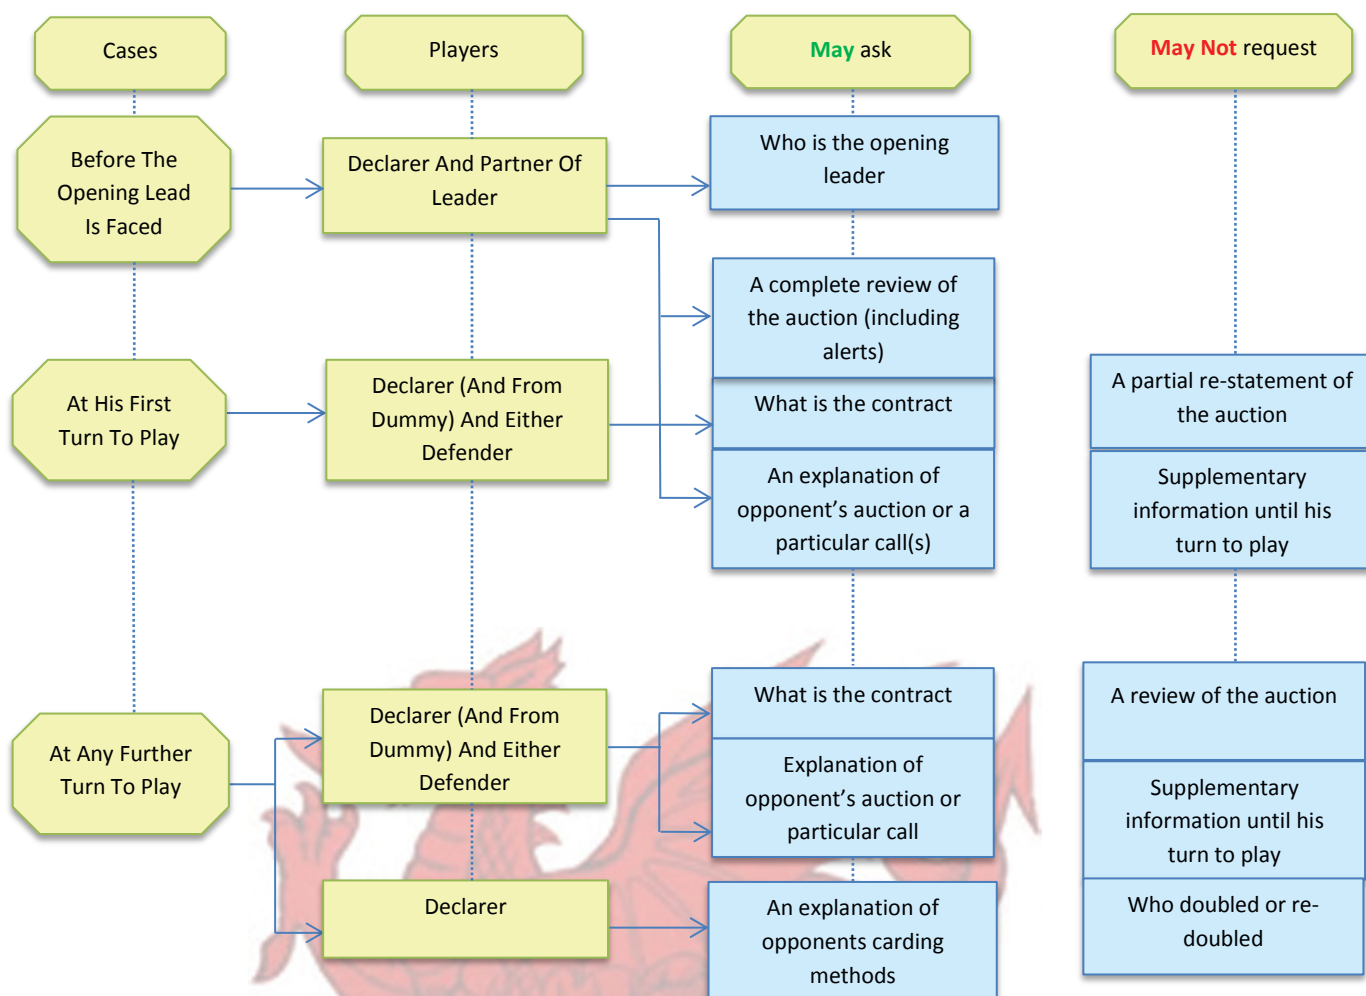 Cases
Players
May ask
May Not request
Before The
Opening Lead
Is Faced
Declarer And Partner Of
Leader
Who is the opening
leader
A complete review of
the auction (including
alerts)
At His First
Turn To Play
Declarer (And From
Dummy) And Either
Defender
What is the contract
An explanation of
opponent’s auction or a
particular call(s)
A partial re-statement of
the auction
Supplementary
information until his
turn to play
At Any Further
Turn To Play
Declarer (And From
Dummy) And Either
Defender
What is the contract
Explanation of
opponent’s auction or
particular call
A review of the auction
Supplementary
information until his
turn to play
Declarer
An explanation of
opponents carding
methods
Who doubled or re-
doubled